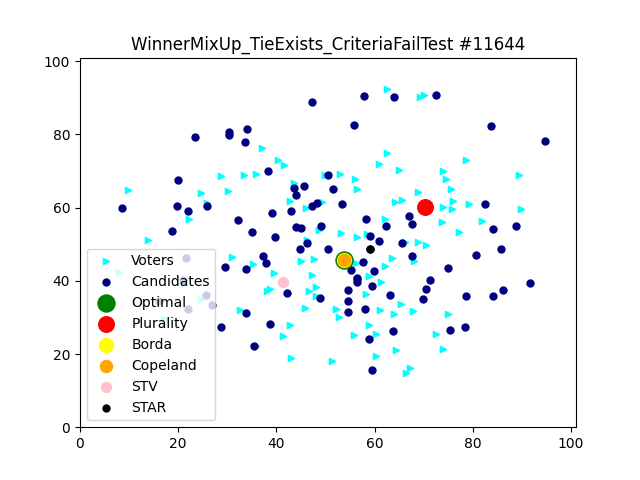 WinnerMixUp_TieExists_CriteriaFailTest #11644
100
80
60
40
20
0
Voters
Candidates
Optimal
Plurality
Borda
Copeland
STV
STAR
0 20 40 60 80 100